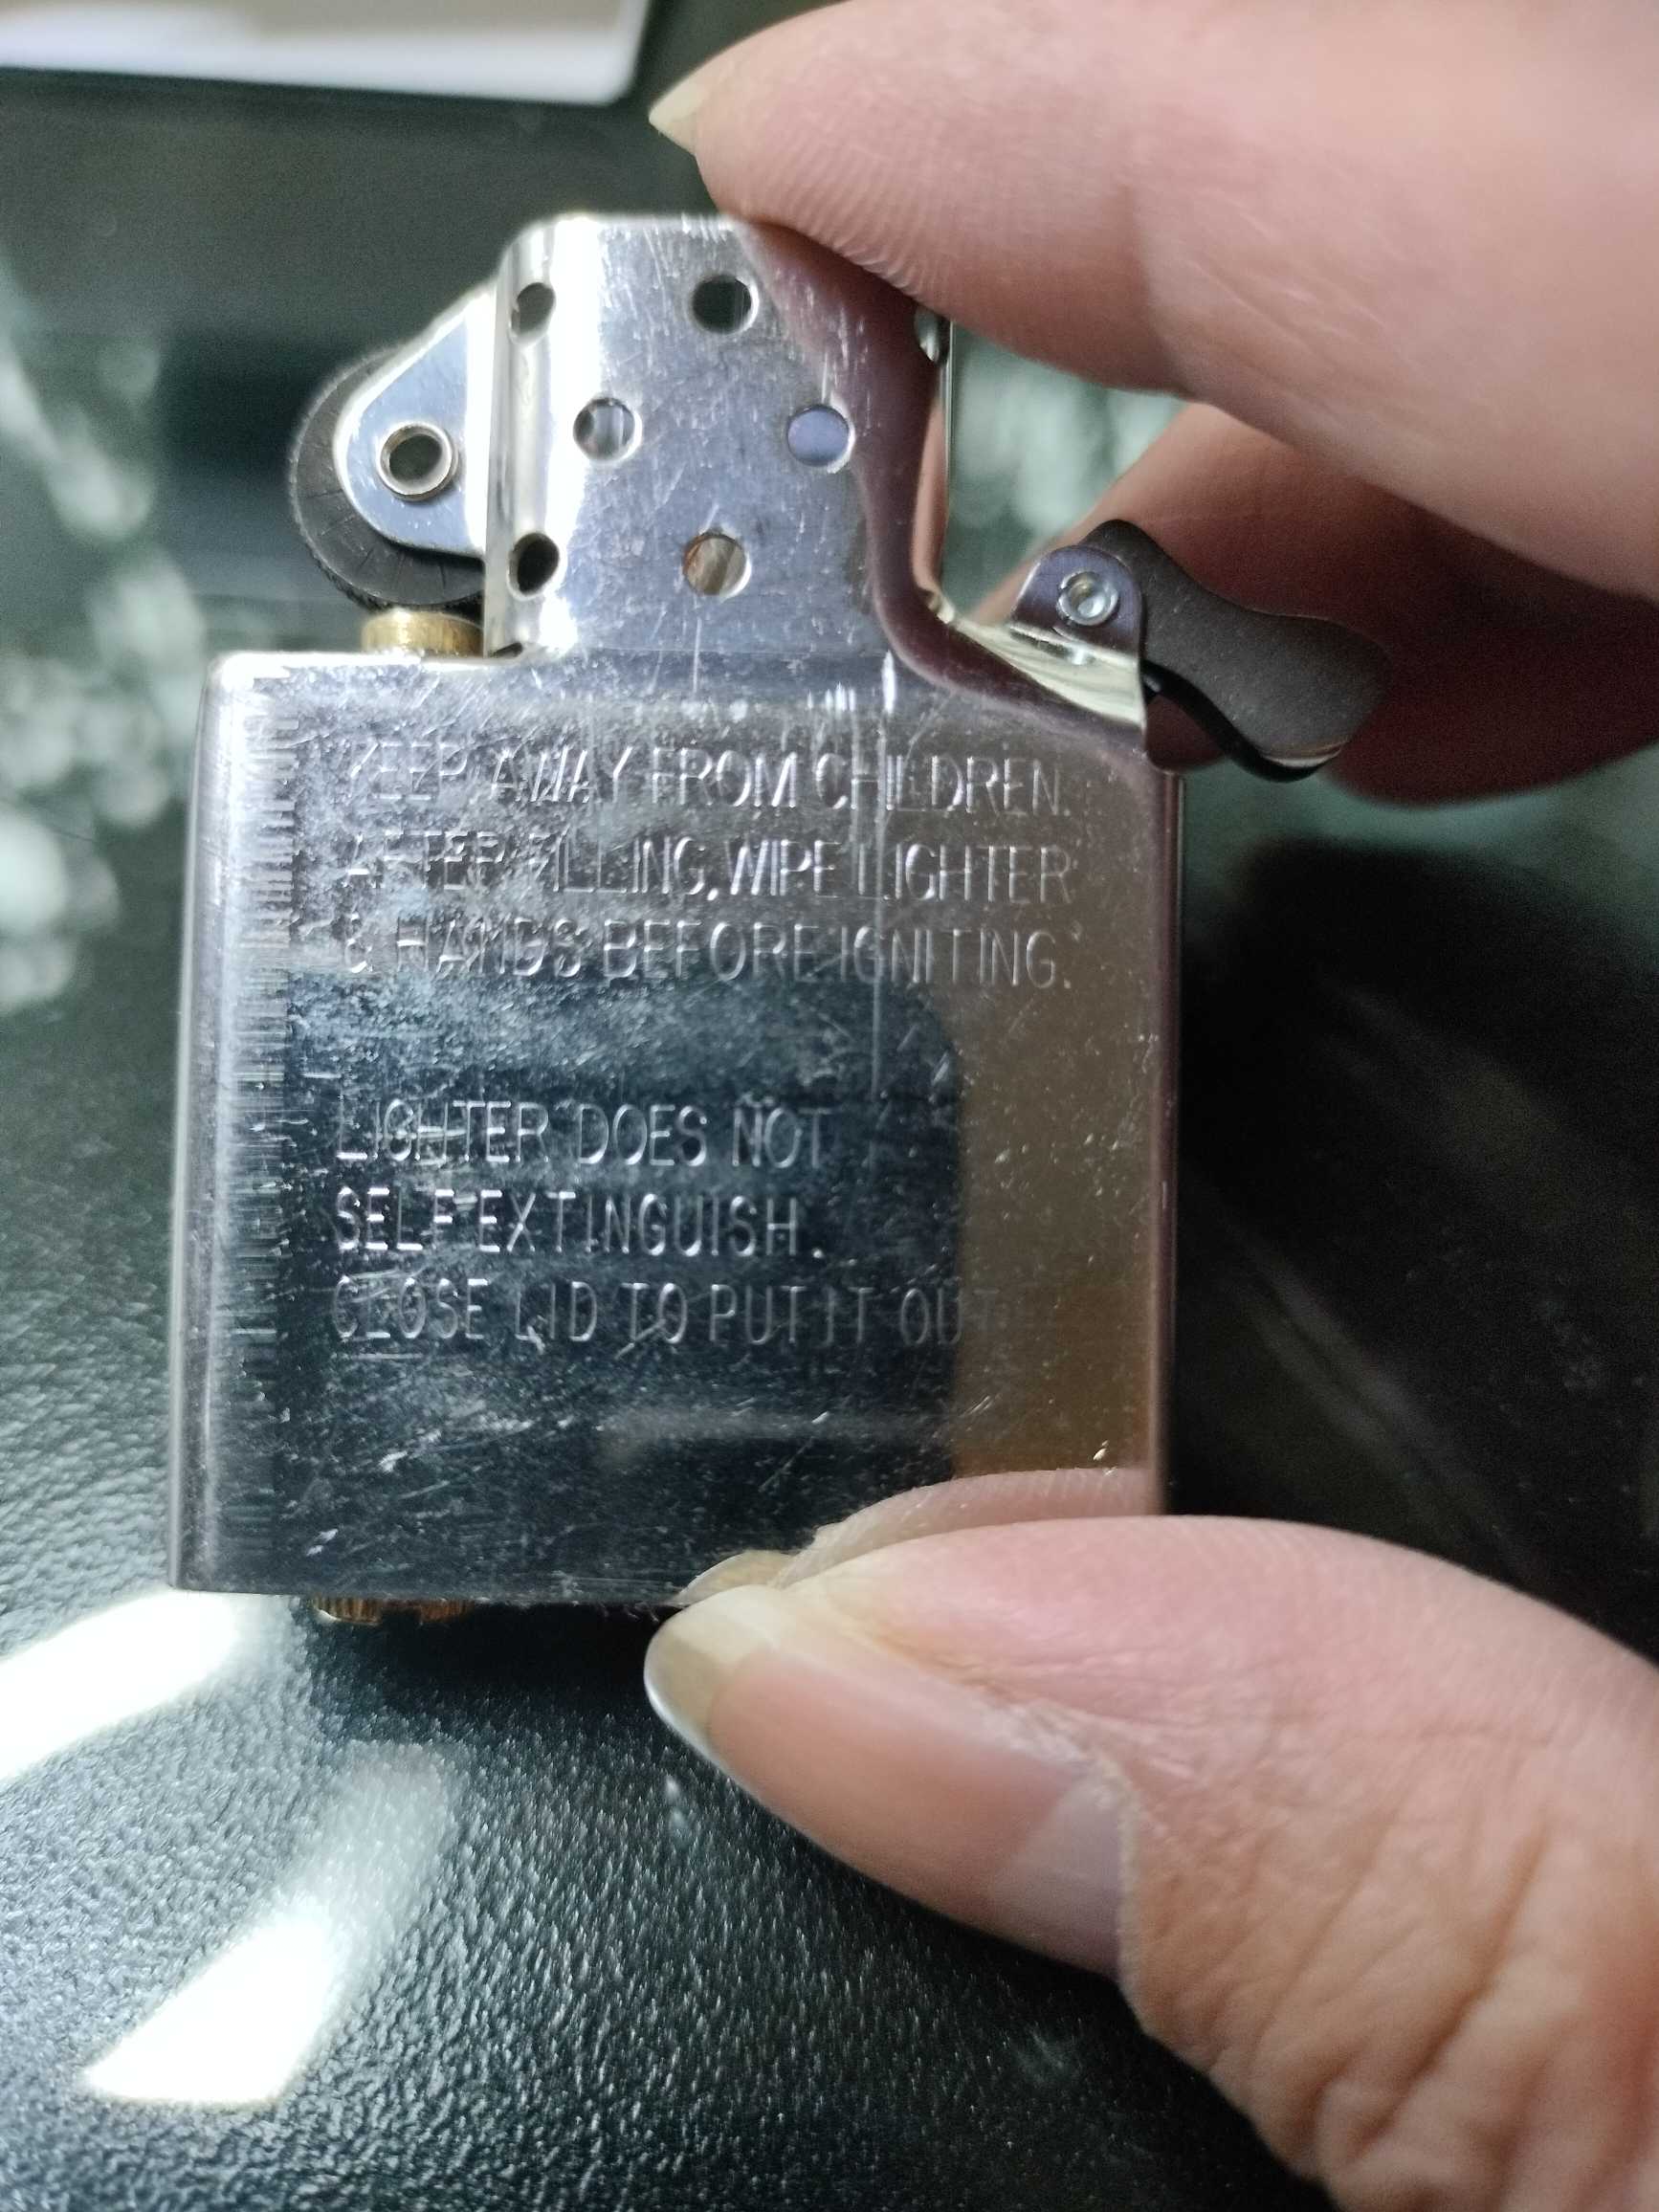 KEEP AWAY FROM CHILDREN.
AFTER FILLING, WIPE LIGHTER
& HANDS BEFORE IGNITING.
LIGHTER DOES NOT
SELF EXTINGUISH.
CLOSE LID TO PUT IT OUT